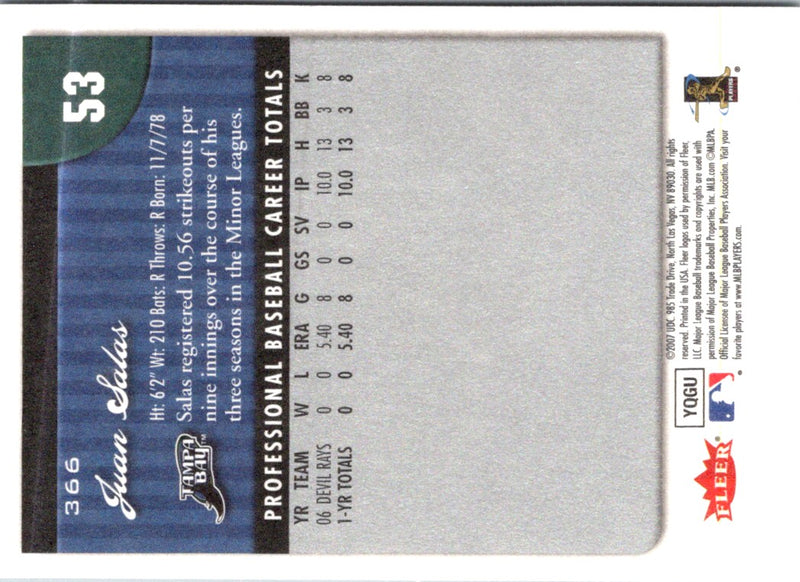 366
53
Juan Salas
Ht: 6'2" Wt: 210 Bats: R Throws: R Born: 11/7/78
TAMPA BAY™
Salas registered 10.56 strikeouts per
nine innings over the course of his
three seasons in the Minor Leagues.
PROFESSIONAL BASEBALL CAREER TOTALS
YR TEAM W L ERA G GS SV IP H BB K
06 DEVIL RAYS 0 0 5.40 8 0 0 10.0 13 3 8
1-YR TOTALS 0 0 5.40 8 0 0 10.0 13 3 8
FLEER®
YQGU
©2007 UDC. 985 Trade Drive, North Las Vegas, NV 89030. All rights
reserved. Printed in the USA. Fleer logos used by permission of Fleer,
LLC. Major League Baseball trademarks and copyrights are used with
permission of Major League Baseball Properties, Inc. MLB.com ©MLBPA.
Official Licensee of Major League Baseball Players Association. Visit your
favorite players at www.MLBPLAYERS.com.
PLAYERS